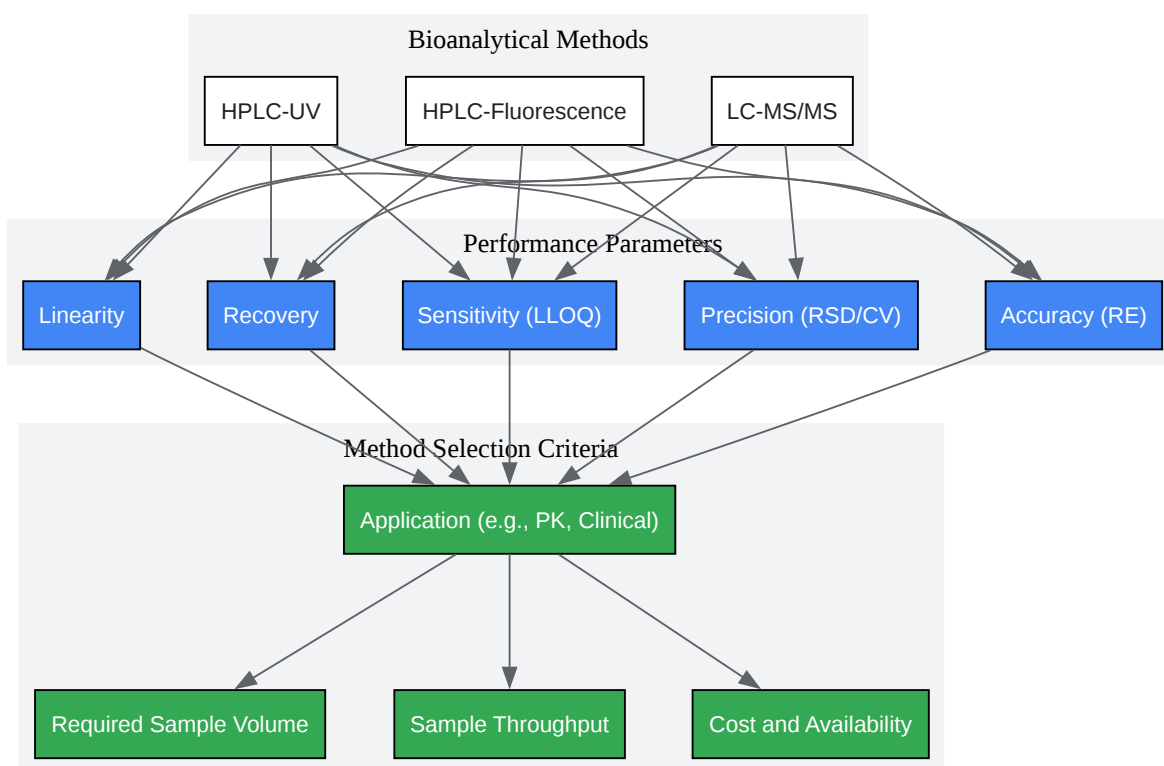 Bioanalytical Methods
HPLC-UV
HPLC-Fluorescence
LC-MS/MS
Performance Parameters
Linearity
Recovery
Sensitivity (LLOQ)
Precision (RSD/CV)
Accuracy (RE)
Method Selection Criteria
Application (e.g., PK, Clinical)
Required Sample Volume
Sample Throughput
Cost and Availability